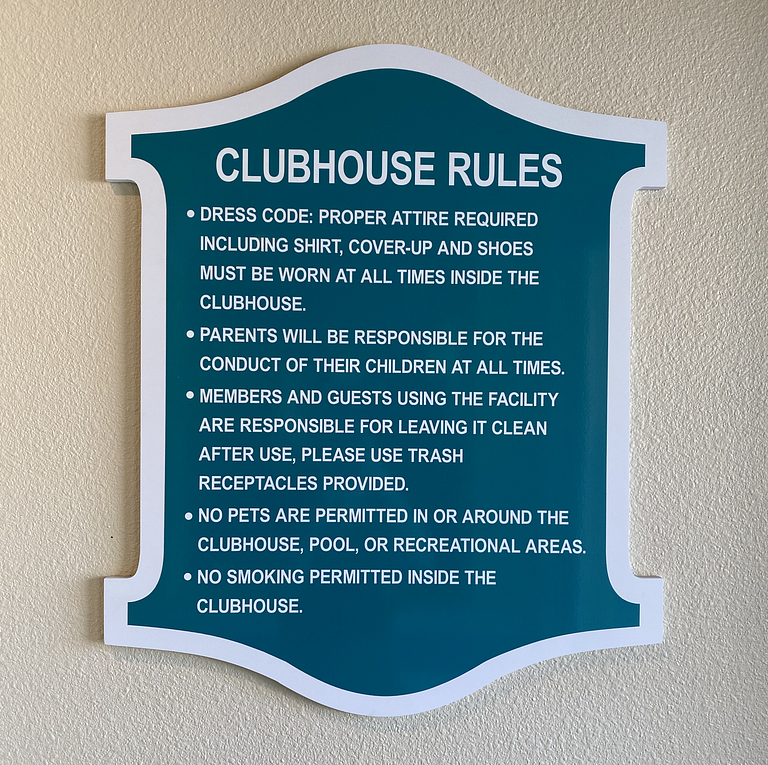 CLUBHOUSE RULES
• DRESS CODE: PROPER ATTIRE REQUIRED
INCLUDING SHIRT, COVER-UP AND SHOES
MUST BE WORN AT ALL TIMES INSIDE THE
CLUBHOUSE.
• PARENTS WILL BE RESPONSIBLE FOR THE
CONDUCT OF THEIR CHILDREN AT ALL TIMES.
• MEMBERS AND GUESTS USING THE FACILITY
ARE RESPONSIBLE FOR LEAVING IT CLEAN
AFTER USE, PLEASE USE TRASH
RECEPTACLES PROVIDED.
• NO PETS ARE PERMITTED IN OR AROUND THE
CLUBHOUSE, POOL, OR RECREATIONAL AREAS.
• NO SMOKING PERMITTED INSIDE THE
CLUBHOUSE.